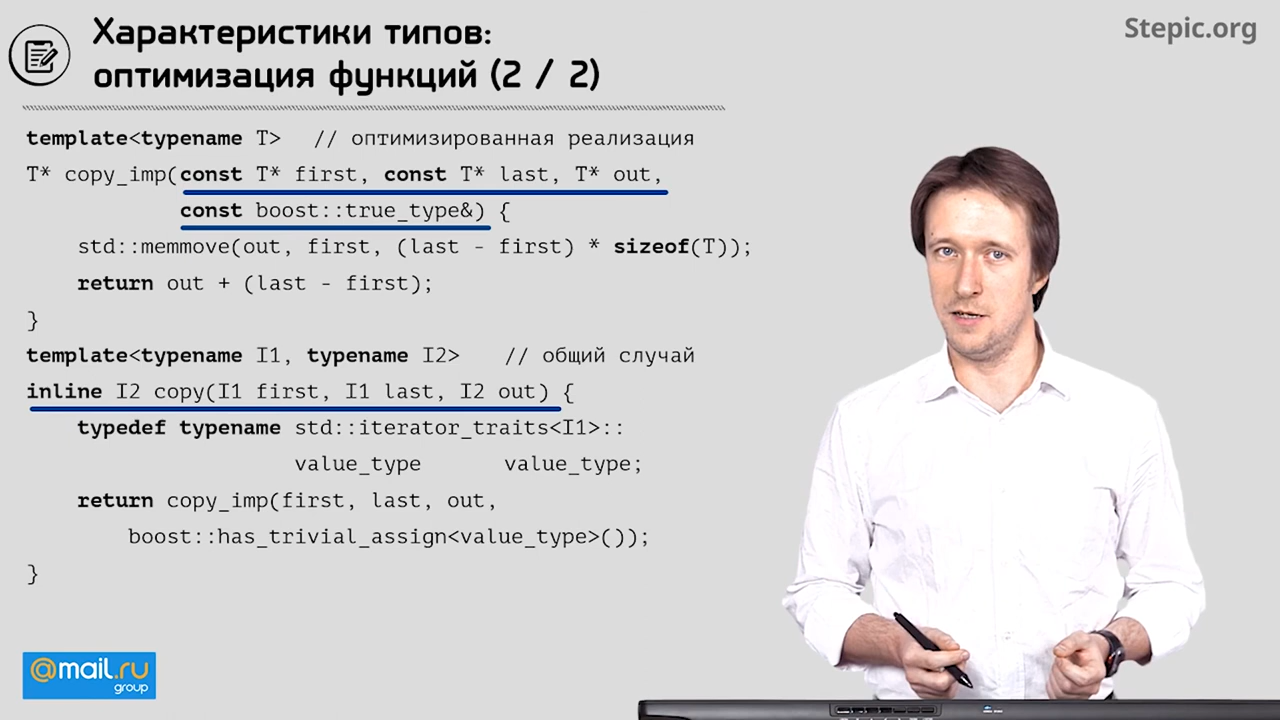 Характеристики типов:
оптимизация функций (2 / 2)
Stepic.org
template<typename T> // оптимизированная реализация
T* copy_imp(const T* first, const T* last, T* out,
const boost::true_type&) {
std::memmove(out, first, (last - first) * sizeof(T));
return out + (last - first);
}
template<typename I1, typename I2> // общий случай
inline I2 copy(I1 first, I1 last, I2 out) {
typedef typename std::iterator_traits<I1>::
value_type value_type;
return copy_imp(first, last, out,
boost::has_trivial_assign<value_type>());
}
@mail.ru
group